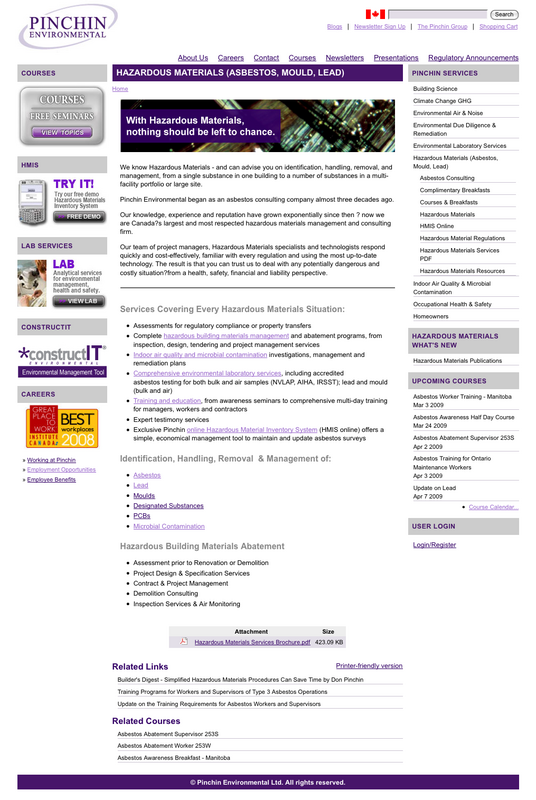 PINCHIN
ENVIRONMENTAL
Search
Blogs | Newsletter Sign Up | The Pinchin Group | Shopping Cart
About Us Careers Contact Courses Newsletters Presentations Regulatory Announcements
COURSES
COURSES
FREE SEMINARS
VIEW TOPICS
HMIS
TRY IT!
Try our free demo
Hazardous Materials
Inventory System
FREE DEMO
LAB SERVICES
LAB
Analytical services
for environmental
management,
health and safety.
VIEW LAB
CONSTRUCTIT
constructIT
ENVIRONMENTAL
Environmental Management Tool
CAREERS
GREAT
PLACE
TO
WORK
INSTITUTE
CANADA
BEST
workplaces
2008
» Working at Pinchin
» Employment Opportunities
» Employee Benefits
HAZARDOUS MATERIALS (ASBESTOS, MOULD, LEAD)
Home
With Hazardous Materials,
nothing should be left to chance.
We know Hazardous Materials - and can advise you on identification, handling, removal, and
management, from a single substance in one building to a number of substances in a multi-
facility portfolio or large site.
Pinchin Environmental began as an asbestos consulting company almost three decades ago.
Our knowledge, experience and reputation have grown exponentially since then ? now we
are Canada?s largest and most respected hazardous materials management and consulting
firm.
Our team of project managers, Hazardous Materials specialists and technologists respond
quickly and cost-effectively, familiar with every regulation and using the most up-to-date
technology. The result is that you can trust us to deal with any potentially dangerous and
costly situation?from a health, safety, financial and liability perspective.
Services Covering Every Hazardous Materials Situation:
• Assessments for regulatory compliance or property transfers
• Complete hazardous building materials management and abatement programs, from
inspection, design, tendering and project management services
• Indoor air quality and microbial contamination investigations, management and
remediation plans
• Comprehensive environmental laboratory services, including accredited
asbestos testing for both bulk and air samples (NVLAP, AIHA, IRSST); lead and mould
(bulk and air)
• Training and education, from awareness seminars to comprehensive multi-day training
for managers, workers and contractors
• Expert testimony services
• Exclusive Pinchin online Hazardous Material Inventory System (HMIS online) offers a
simple, economical management tool to maintain and update asbestos surveys
Identification, Handling, Removal & Management of:
• Asbestos
• Lead
• Moulds
• Designated Substances
• PCBs
• Microbial Contamination
Hazardous Building Materials Abatement
• Assessment prior to Renovation or Demolition
• Project Design & Specification Services
• Contract & Project Management
• Demolition Consulting
• Inspection Services & Air Monitoring
Attachment Size
Hazardous Materials Services Brochure.pdf 423.09 KB
Related Links
Printer-friendly version
Builder's Digest - Simplified Hazardous Materials Procedures Can Save Time by Don Pinchin
Training Programs for Workers and Supervisors of Type 3 Asbestos Operations
Update on the Training Requirements for Asbestos Workers and Supervisors
Related Courses
Asbestos Abatement Supervisor 253S
Asbestos Abatement Worker 253W
Asbestos Awareness Breakfast - Manitoba
PINCHIN SERVICES
Building Science
Climate Change GHG
Environmental Air & Noise
Environmental Due Diligence &
Remediation
Environmental Laboratory Services
Hazardous Materials (Asbestos,
Mould, Lead)
Asbestos Consulting
Complimentary Breakfasts
Courses & Breakfasts
Hazardous Materials
HMIS Online
Hazardous Material Regulations
Hazardous Materials Services
PDF
Hazardous Materials Resources
Indoor Air Quality & Microbial
Contamination
Occupational Health & Safety
Homeowners
HAZARDOUS MATERIALS
WHAT'S NEW
Hazardous Materials Publications
UPCOMING COURSES
Asbestos Worker Training - Manitoba
Mar 3 2009
Asbestos Awareness Half Day Course
Mar 24 2009
Asbestos Abatement Supervisor 253S
Apr 2 2009
Asbestos Training for Ontario
Maintenance Workers
Apr 3 2009
Update on Lead
Apr 7 2009
• Course Calendar...
USER LOGIN
Login/Register
© Pinchin Environmental Ltd. All rights reserved.